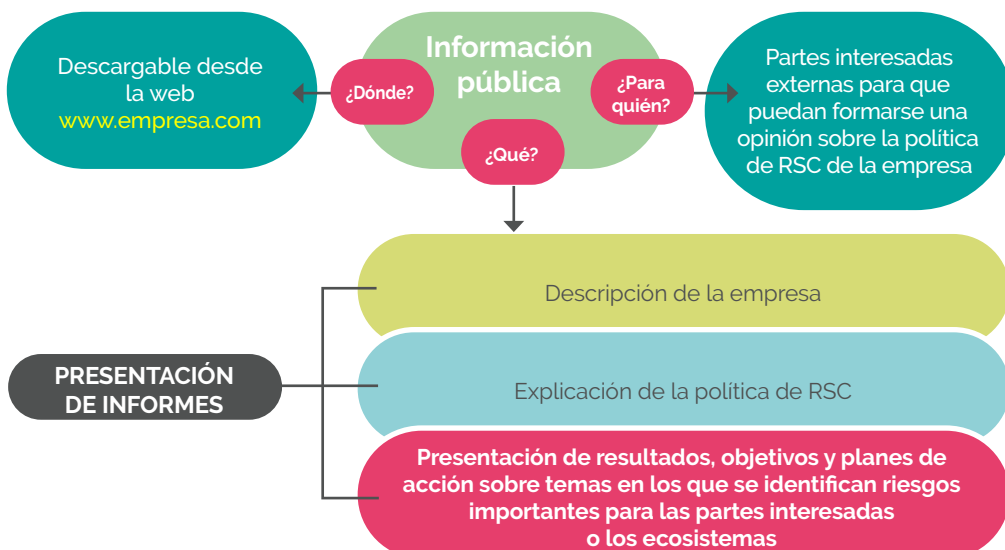 Información
pública
¿Dónde?
Descargable desde
la web
www.empresa.com
¿Para
quién?
Partes interesadas
externas para que
puedan formarse una
opinión sobre la política
de RSC de la empresa
¿Qué?
PRESENTACIÓN
DE INFORMES
Descripción de la empresa
Explicación de la política de RSC
Presentación de resultados, objetivos y planes de
acción sobre temas en los que se identifican riesgos
importantes para las partes interesadas
o los ecosistemas